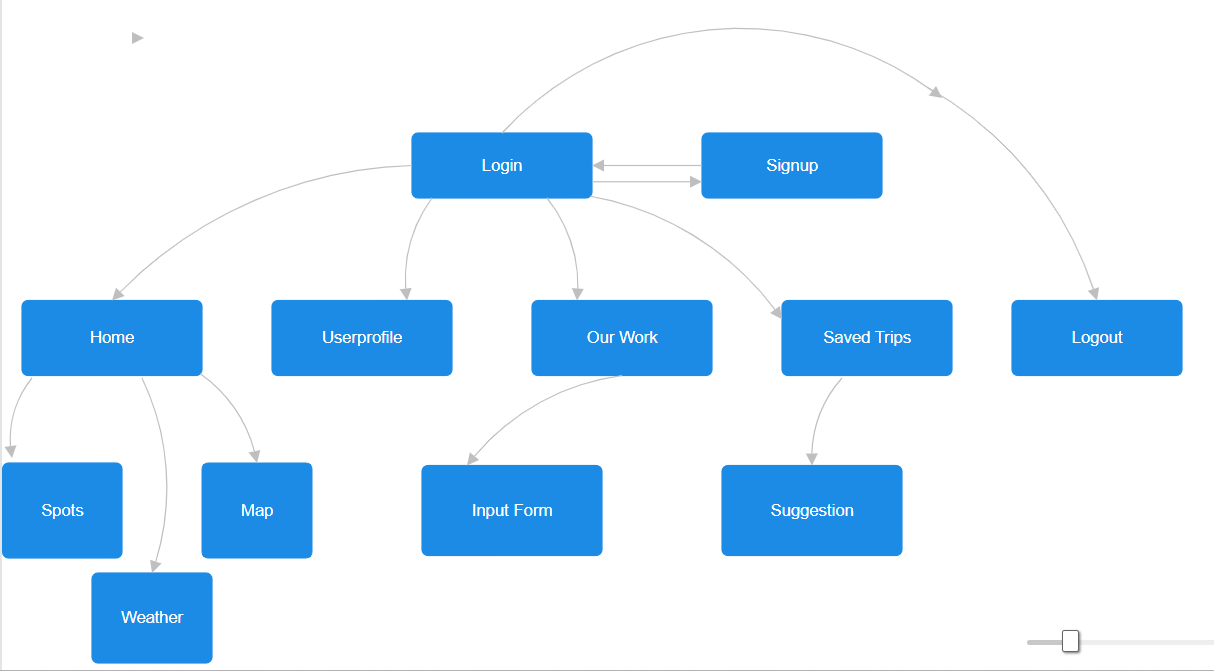 Login
Signup
Home
Userprofile
Our Work
Saved Trips
Logout
Spots
Map
Input Form
Suggestion
Weather